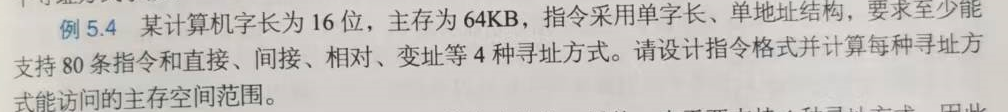 例 5.4 某计算机字长为 16 位，主存为 64KB，指令采用单字长、单地址结构，要求至少能
支持 80 条指令和直接、间接、相对、变址等 4 种寻址方式。请设计指令格式并计算每种寻址方
式能访问的主存空间范围。